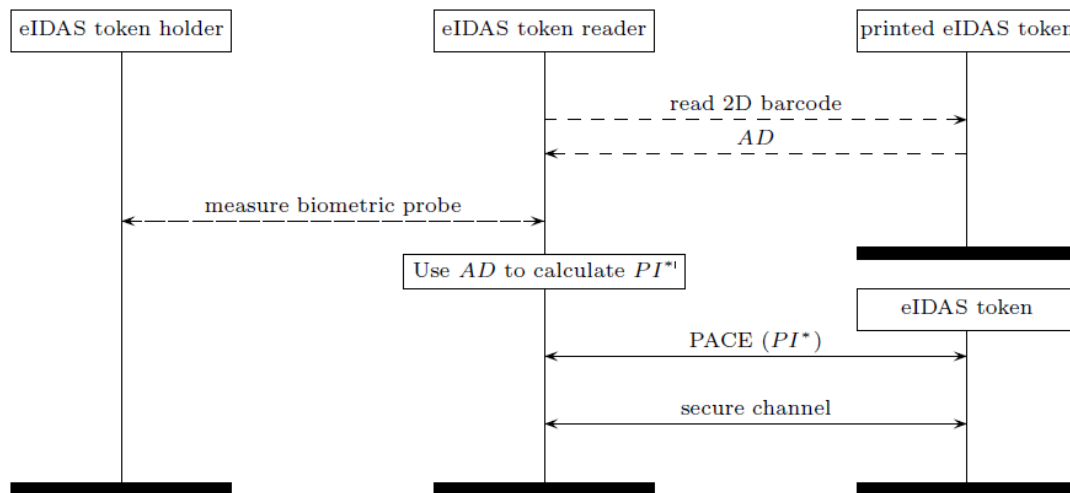 eIDAS token holder
eIDAS token reader
printed eIDAS token
read 2D barcode
AD
measure biometric probe
Use AD to calculate PI*'
eIDAS token
PACE (PI*)
secure channel